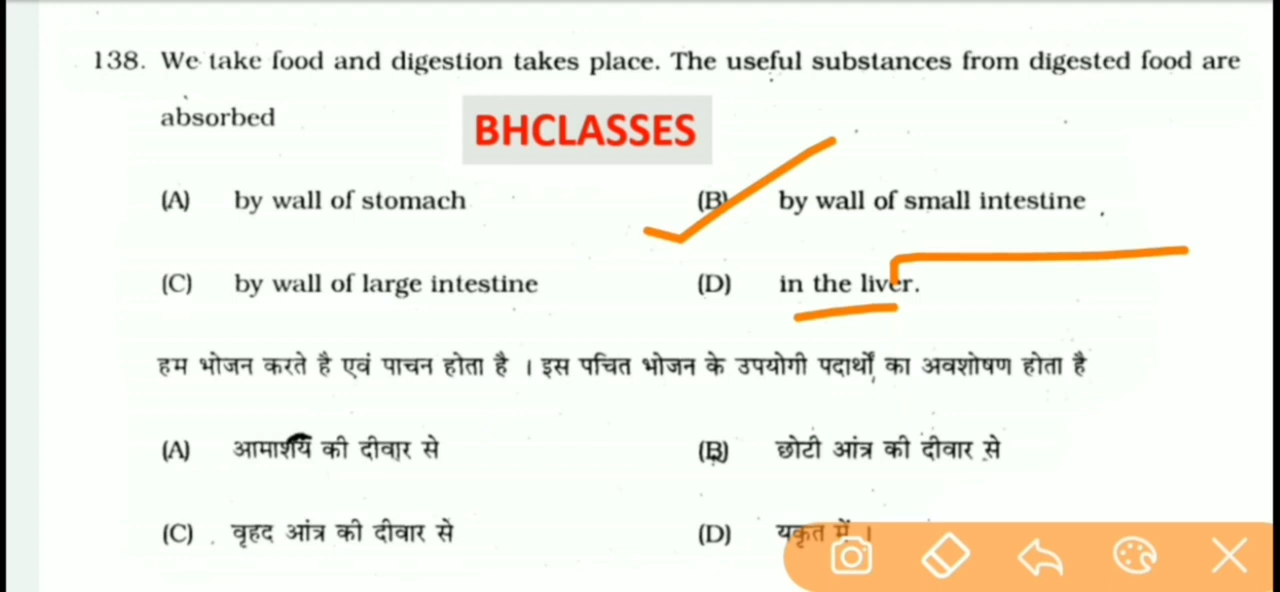 138. We take food and digestion takes place. The useful substances from digested food are
absorbed
BHCLASSES
(A) by wall of stomach (B) by wall of small intestine
(C) by wall of large intestine (D) in the liver.
हम भोजन करते है एवं पाचन होता है । इस पचित भोजन के उपयोगी पदार्थों का अवशोषण होता है
(A) आमाशय की दीवार से (B) छोटी आंत्र की दीवार से
(C) वृहद आंत्र की दीवार से (D) यकृत में ।